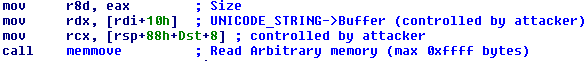 mov r8d, eax ; Size
mov rdx, [rdi+10h] ; UNICODE_STRING->Buffer (controlled by attacker)
mov rcx, [rsp+88h+Dst+8] ; controlled by attacker
call memmove ; Read Arbitrary memory (max 0xffff bytes)